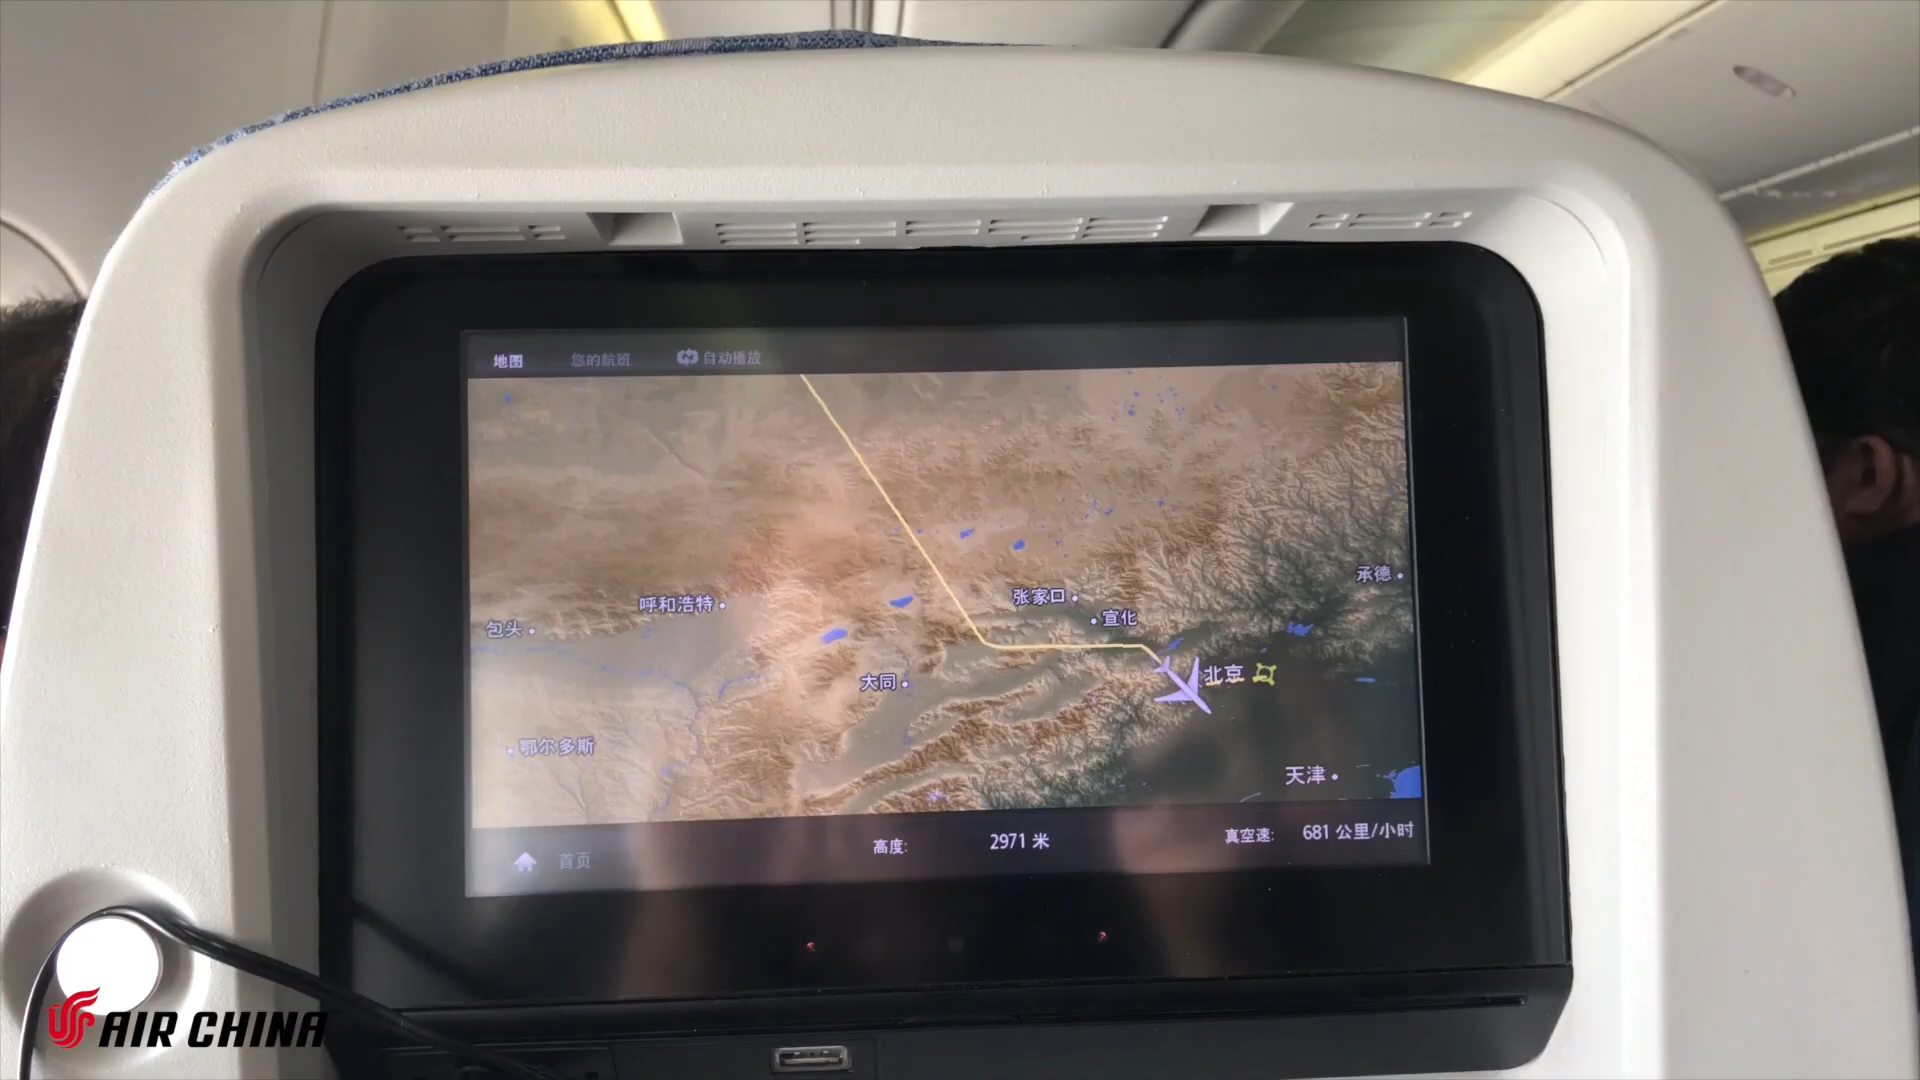 地图 您的航班 自动播放
承德
张家口
呼和浩特
宣化
包头
北京
大同
鄂尔多斯
天津
高度: 2971 米 真空速: 681 公里/小时
首页
AIR CHINA